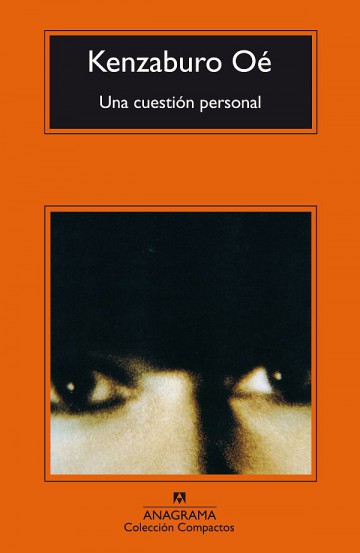 Kenzaburo Oé
Una cuestión personal
ANAGRAMA
Colección Compactos